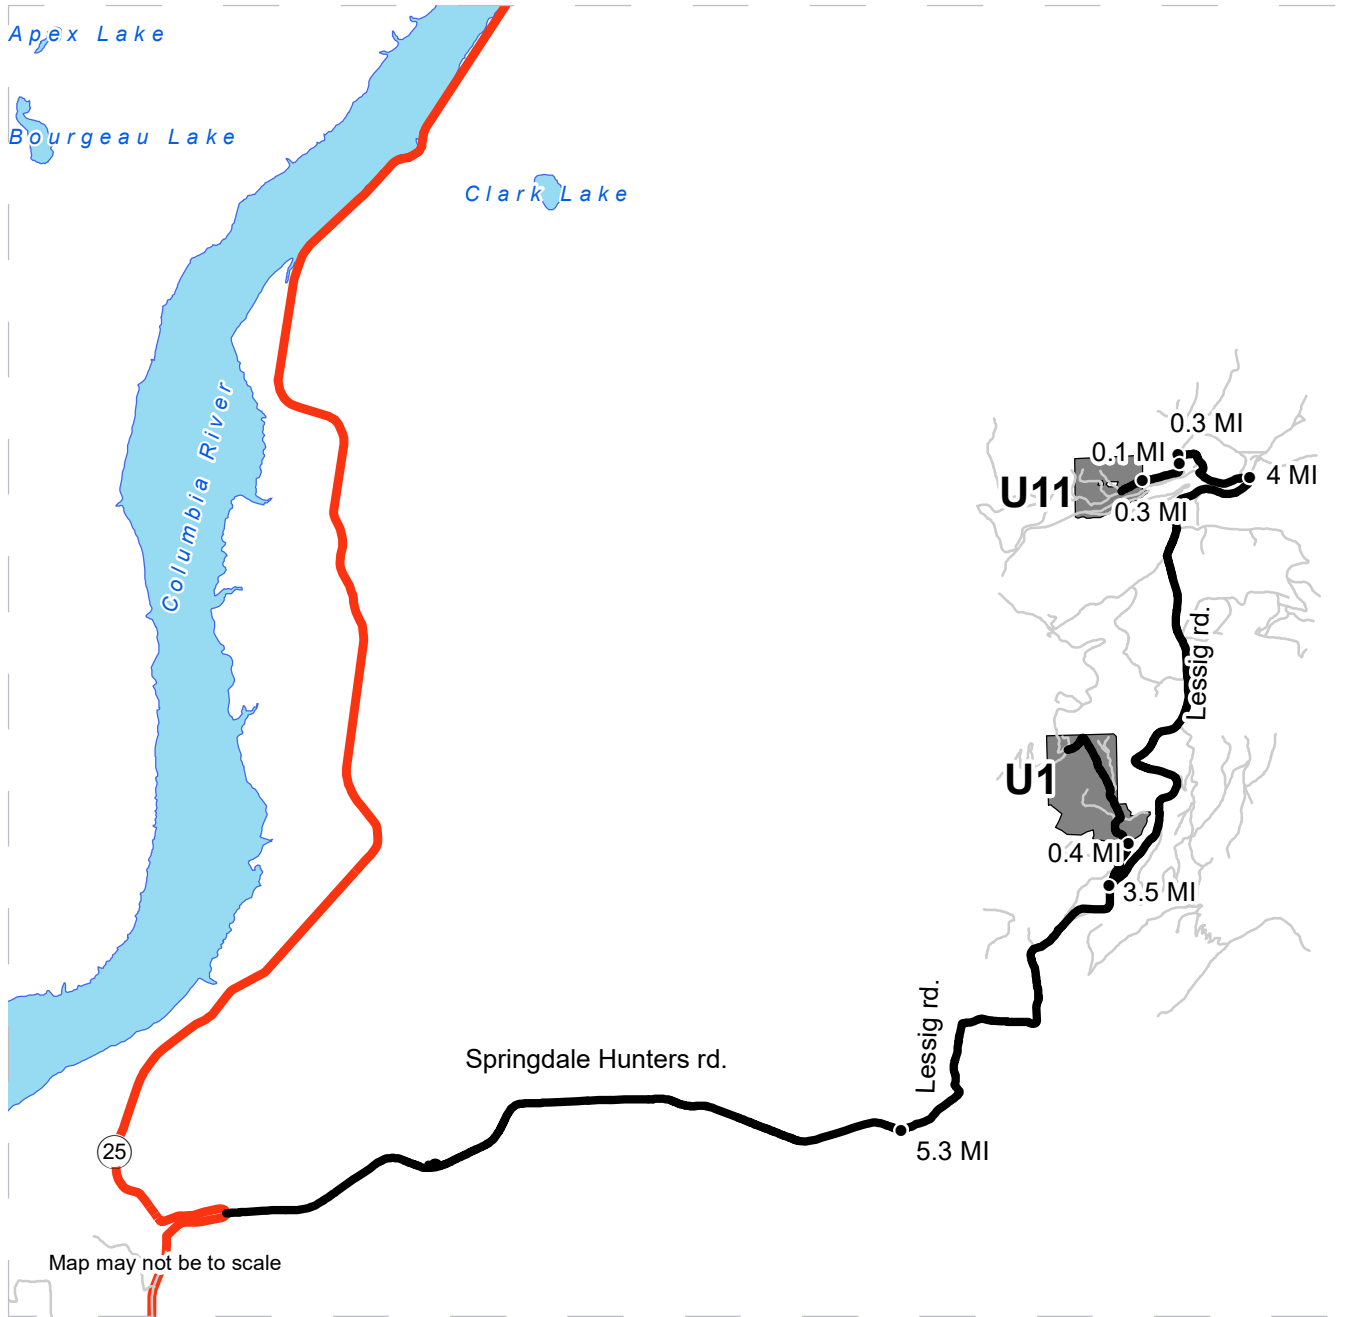 Apex Lake
Bourgeau Lake
Clark Lake
Columbia River
0.3 MI
0.1 MI
4 MI
U11
0.3 MI
Lessig rd.
U1
0.4 MI
3.5 MI
Lessig rd.
Springdale Hunters rd.
5.3 MI
25
Map may not be to scale